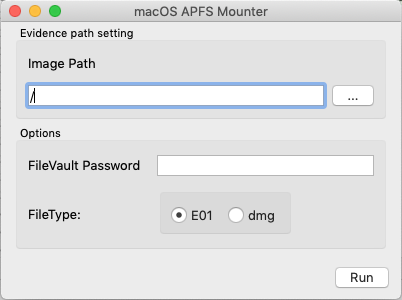 macOS APFS Mounter
Evidence path setting
Image Path
/
...
Options
FileVault Password
FileType:
E01
dmg
Run